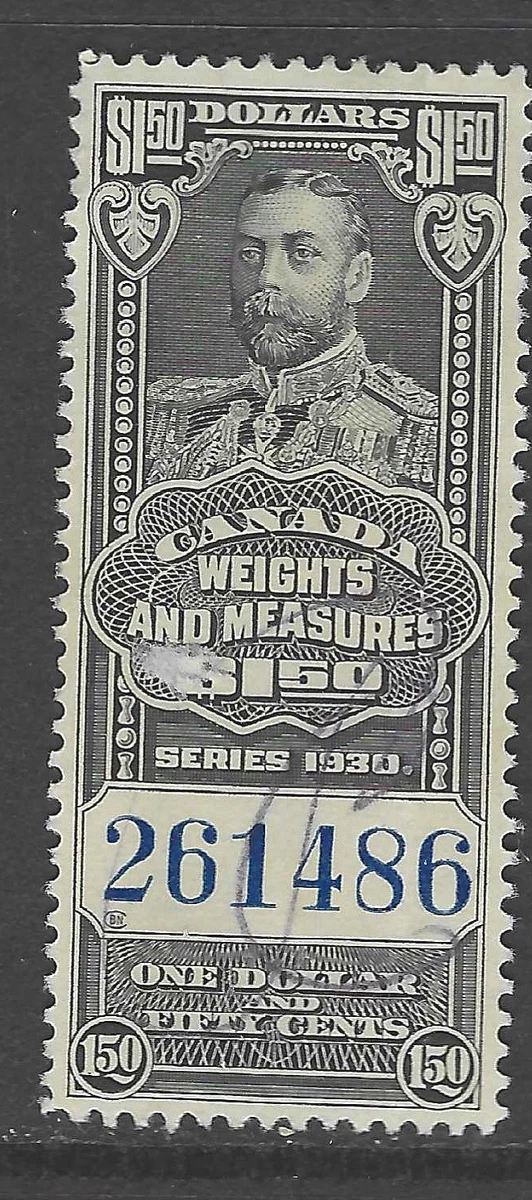 $1.50 DOLLARS $1.50
CANADA
WEIGHTS
AND MEASURES
$1.50
SERIES 1930.
261486
BN
ONE DOLLAR
AND
FIFTY CENTS
1.50 1.50